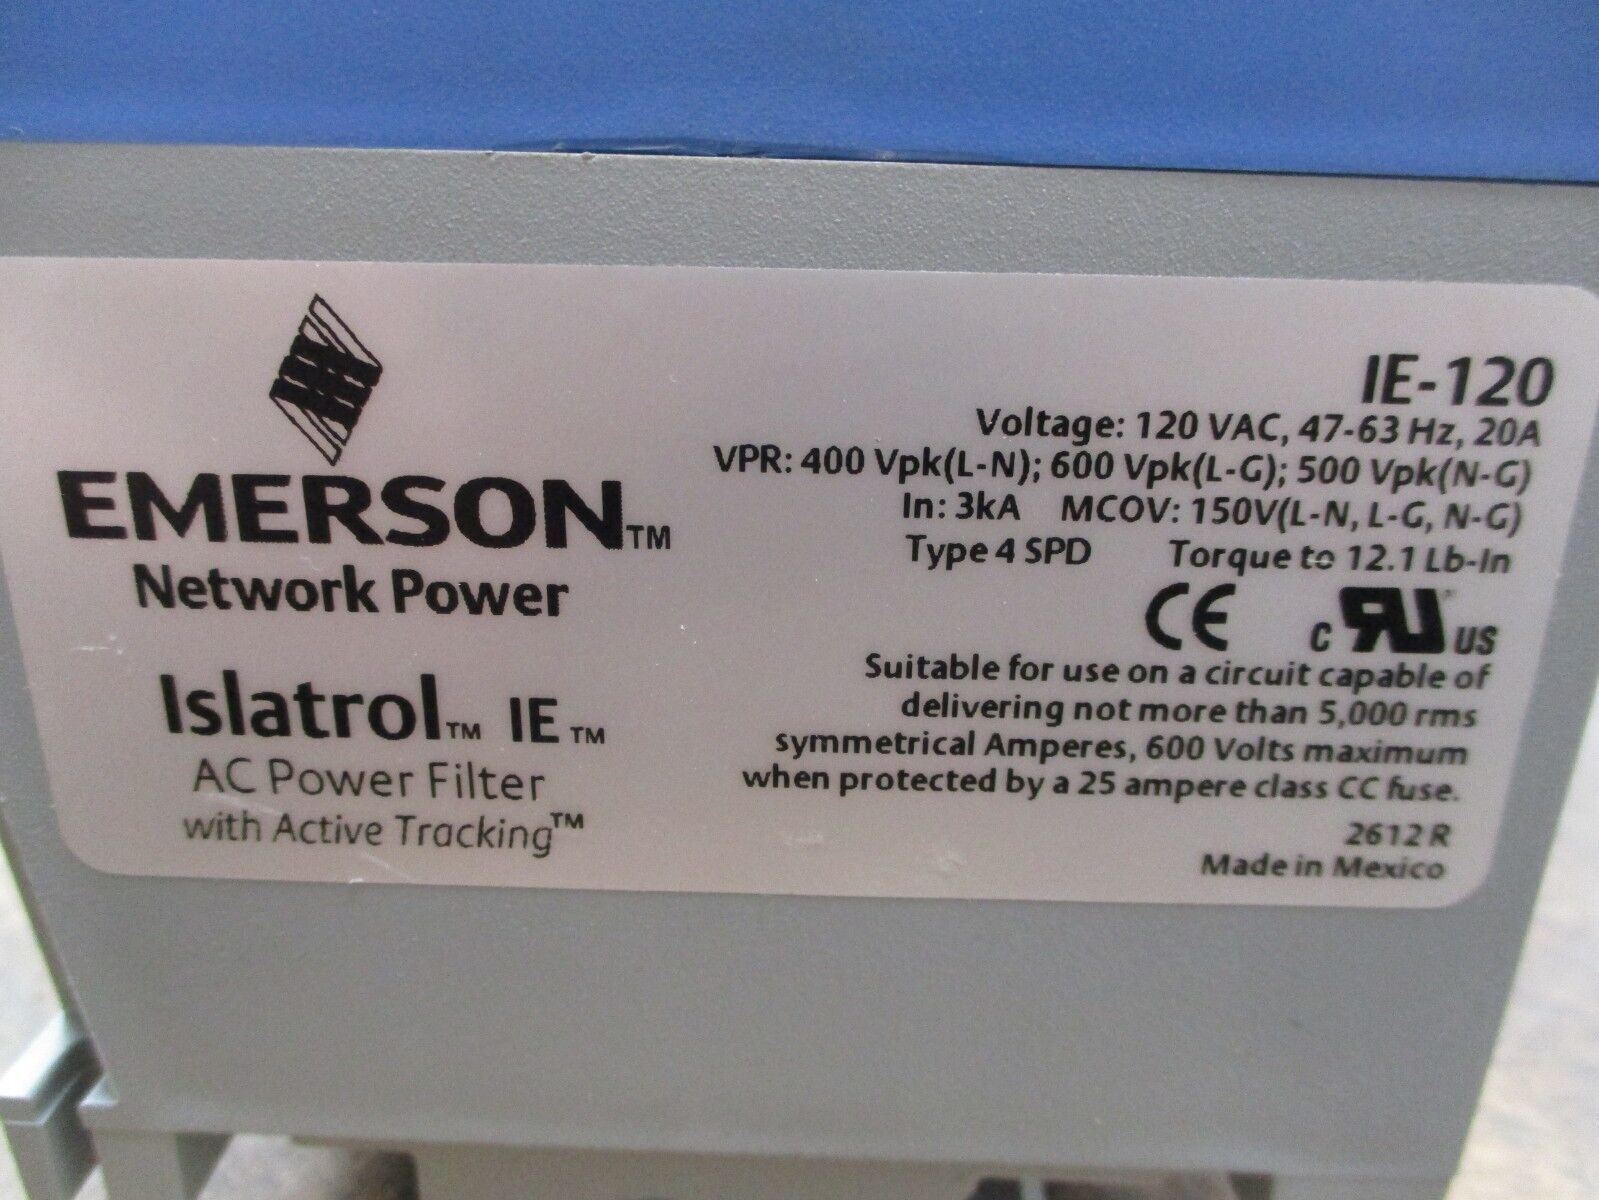 EMERSON™
Network Power
Islatrol™ IE™
AC Power Filter
with Active Tracking™
IE-120
Voltage: 120 VAC, 47-63 Hz, 20A
VPR: 400 Vpk(L-N); 600 Vpk(L-G); 500 Vpk(N-G)
In: 3kA MCOV: 150V(L-N, L-G, N-G)
Type 4 SPD Torque to 12.1 Lb-In
CE c RU US
Suitable for use on a circuit capable of
delivering not more than 5,000 rms
symmetrical Amperes, 600 Volts maximum
when protected by a 25 ampere class CC fuse.
2612 R
Made in Mexico